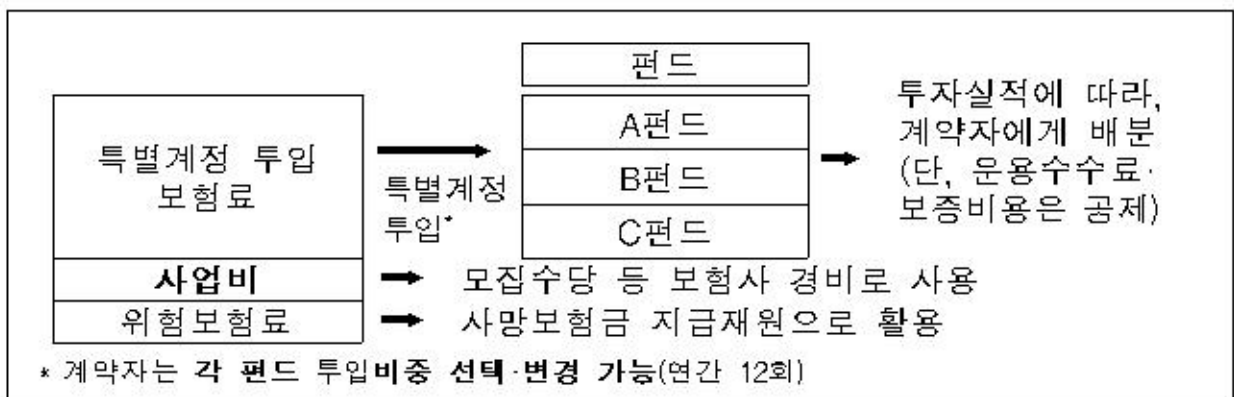 펀드
특별계정 투입
보험료
특별계정
투입*
A펀드
B펀드
C펀드
투자실적에 따라,
계약자에게 배분
(단, 운용수수료·
보증비용은 공제)
사업비
모집수당 등 보험사 경비로 사용
위험보험료
사망보험금 지급재원으로 활용
* 계약자는 각 펀드 투입비중 선택·변경 가능(연간 12회)